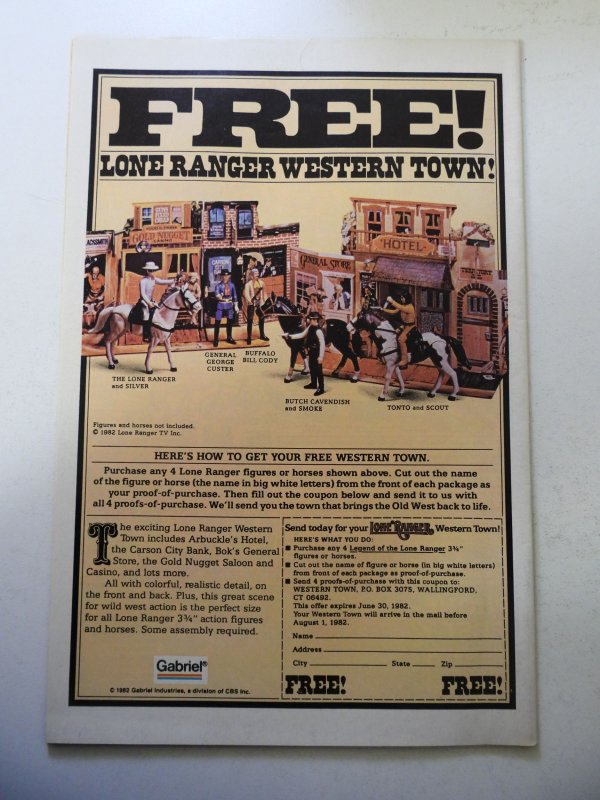 FREE!
LONE RANGER WESTERN TOWN!
GOLD NUGGET
CASINO
LACKSMITH
CARSON
CITY
HOTEL
GENERAL STORE
THE LONE RANGER
and SILVER
GENERAL
GEORGE
CUSTER
BUFFALO
BILL CODY
BUTCH CAVENDISH
and SMOKE
TONTO and SCOUT
Figures and horses not included.
© 1982 Lone Ranger TV Inc.
HERE'S HOW TO GET YOUR FREE WESTERN TOWN.
Purchase any 4 Lone Ranger figures or horses shown above. Cut out the name
of the figure or horse (the name in big white letters) from the front of each package as
your proof-of-purchase. Then fill out the coupon below and send it to us with
all 4 proofs-of-purchase. We'll send you the town that brings the Old West back to life.
The exciting Lone Ranger Western
Town includes Arbuckle's Hotel,
the Carson City Bank, Bok's General
Store, the Gold Nugget Saloon and
Casino, and lots more.
All with colorful, realistic detail, on
the front and back. Plus, this great scene
for wild west action is the perfect size
for all Lone Ranger 3¾" action figures
and horses. Some assembly required.
Gabriel®
© 1982 Gabriel Industries, a division of CBS Inc.
Send today for your LONE RANGER Western Town!
HERE'S WHAT YOU DO:
■ Purchase any 4 Legend of the Lone Ranger 3¾"
figures or horses.
■ Cut out name of figure or horse (in big white letters)
from front of each package as proof-of-purchase.
■ Send 4 proofs-of-purchase with this coupon to:
WESTERN TOWN, P.O. BOX 3075, WALLINGFORD,
CT 06492.
This offer expires June 30, 1982.
Your Western Town will arrive in the mail before
August 1, 1982.
Name
Address
City State Zip
FREE! FREE!